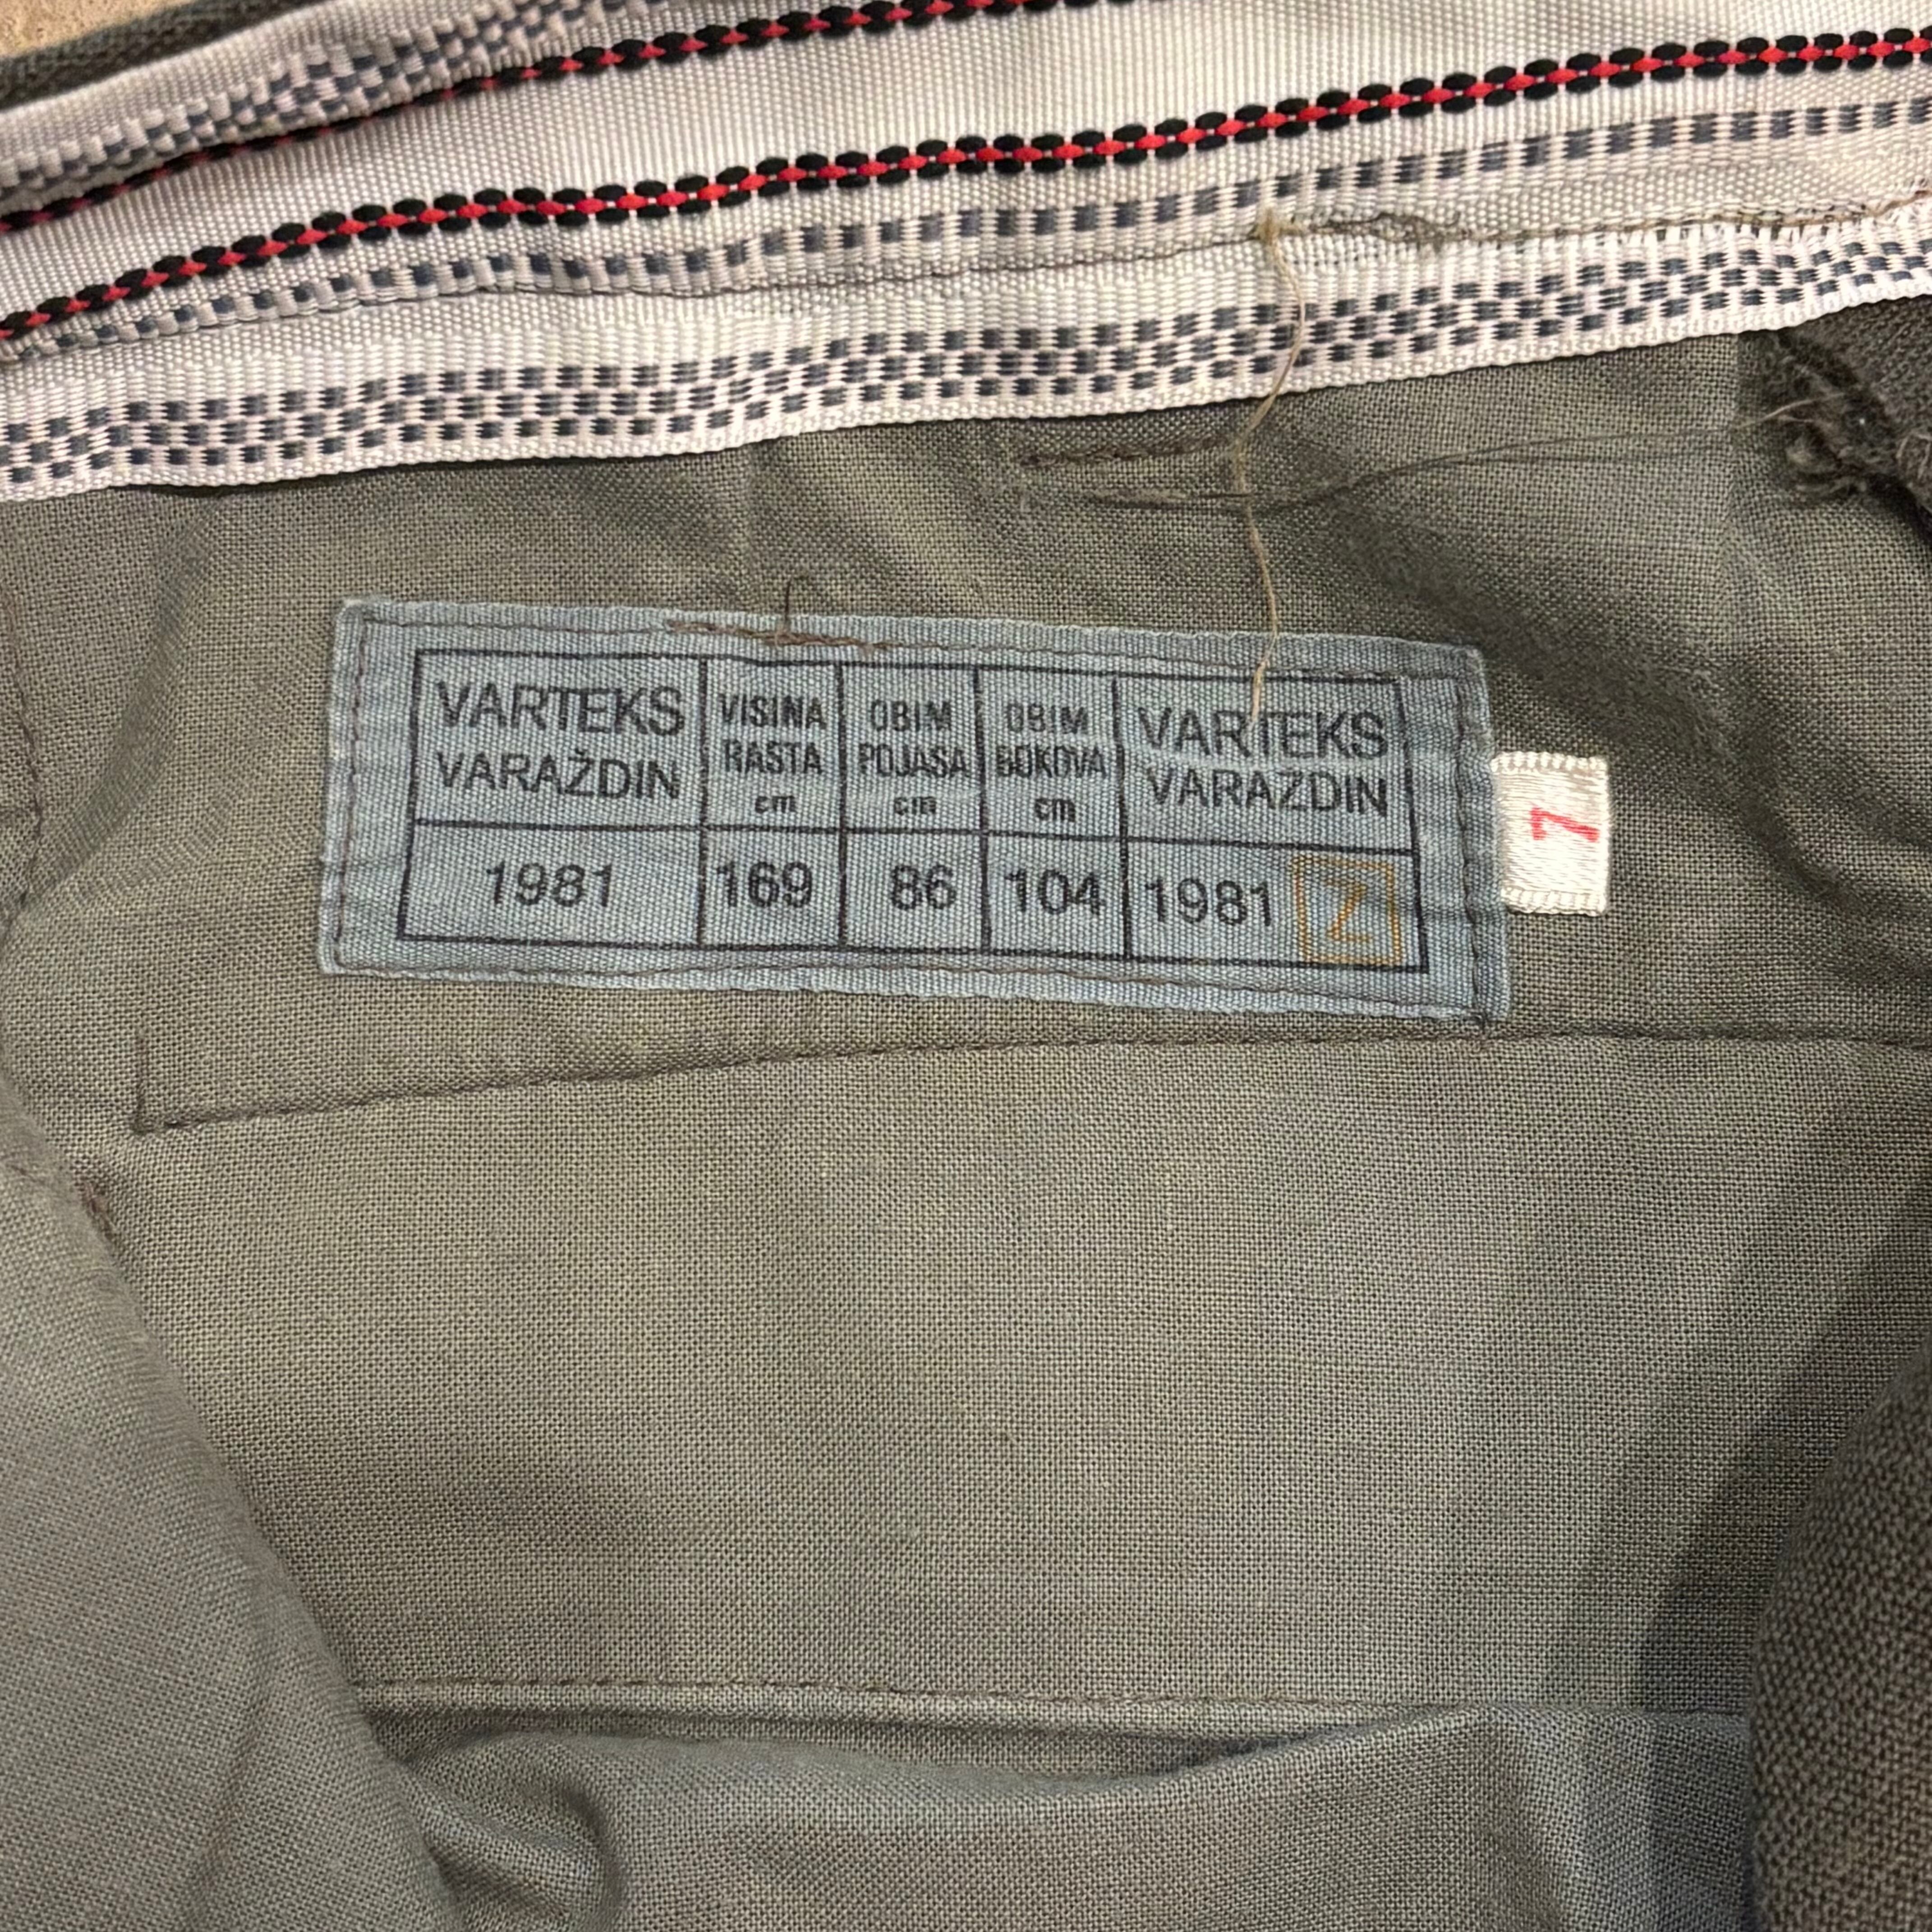 VARTEKS
VARAŽDIN
VISINA
RASTA
cm
OBIM
POJASA
cm
OBIM
BOKOVA
cm
VARTEKS
VARAŽDIN
1981
169
86
104
1981
Z
7